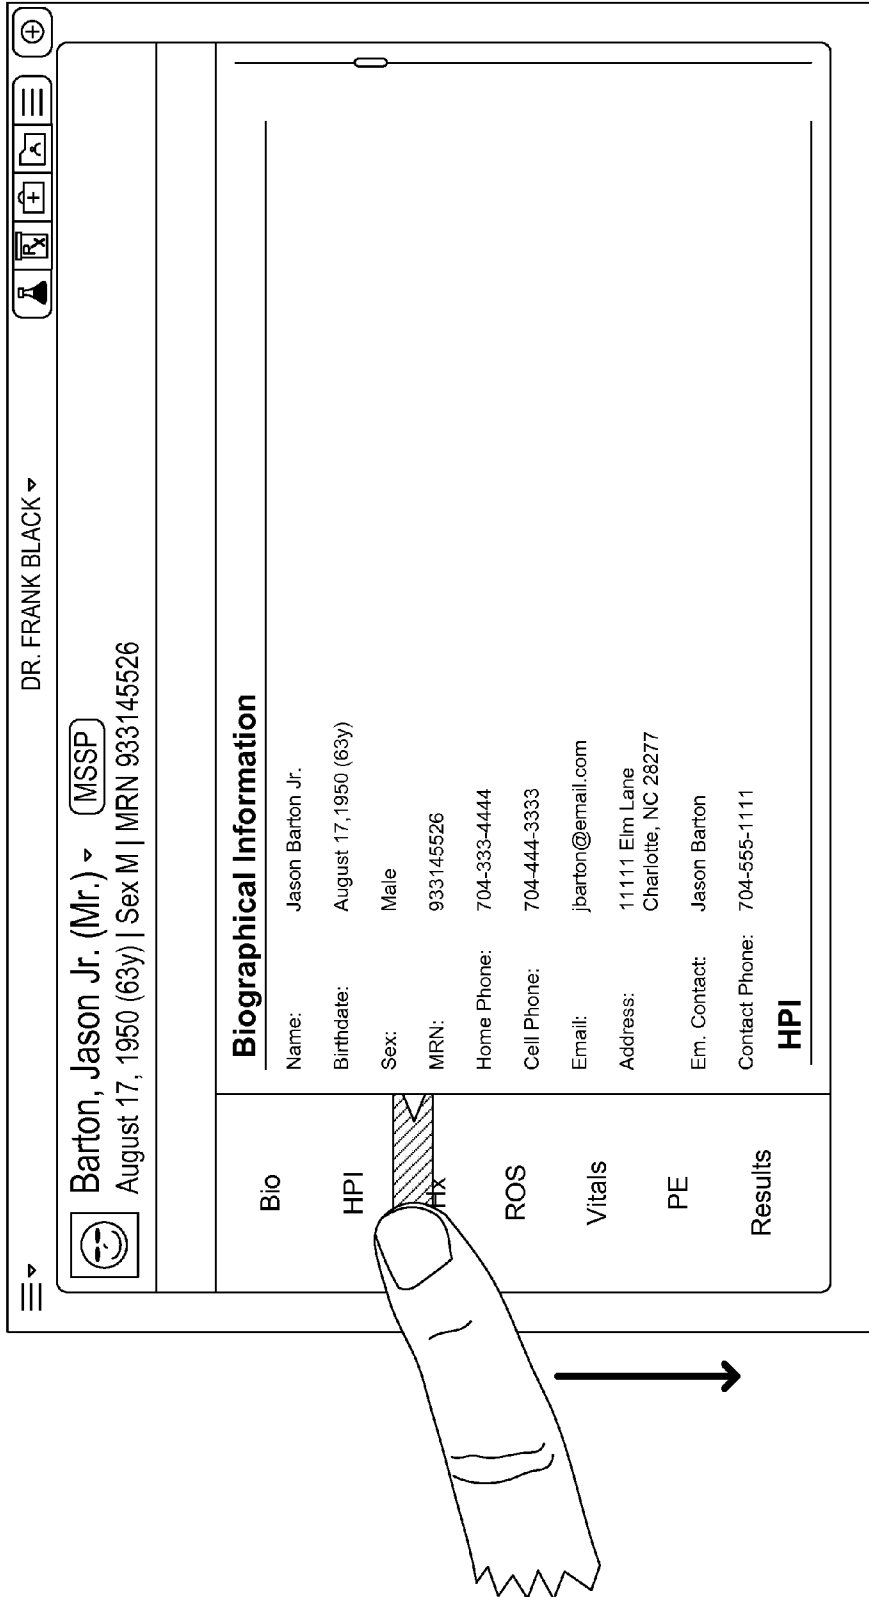 DR. FRANK BLACK
Rx
Barton, Jason Jr. (Mr.) MSSP
August 17, 1950 (63y) | Sex M | MRN 933145526
Bio
HPI
Hx
ROS
Vitals
PE
Results
Biographical Information
Name: Jason Barton Jr.
Birthdate: August 17,1950 (63y)
Sex: Male
MRN: 933145526
Home Phone: 704-333-4444
Cell Phone: 704-444-3333
Email: jbarton@email.com
Address: 11111 Elm Lane
Charlotte, NC 28277
Em. Contact: Jason Barton
Contact Phone: 704-555-1111
HPI